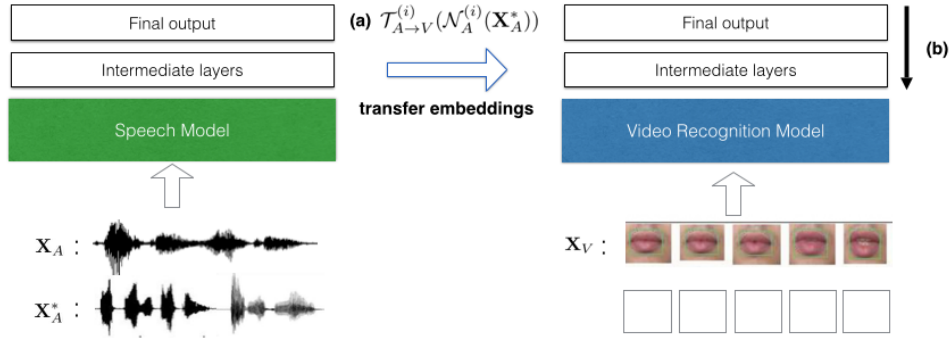 Final output
Intermediate layers
Speech Model
X_A :
X*_A :
(a) 𝒯^{(i)}_{A→V}(𝒩^{(i)}_A(X*_A))
transfer embeddings
Final output
Intermediate layers
Video Recognition Model
(b)
X_V :